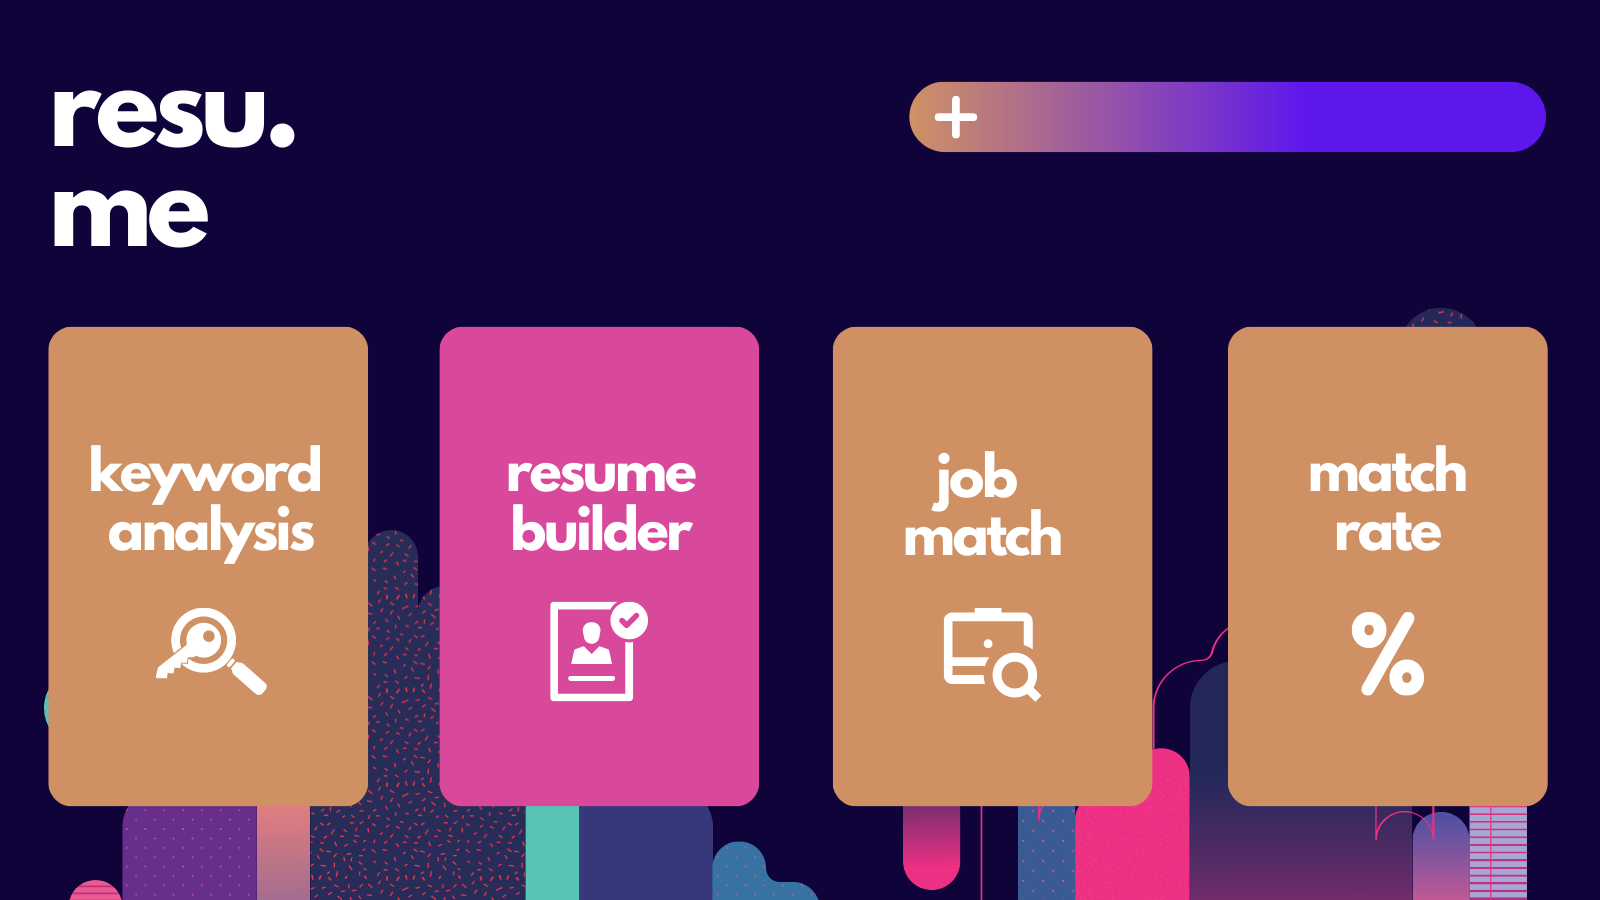 resu.
me
keyword
analysis
resume
builder
job
match
match
rate
%